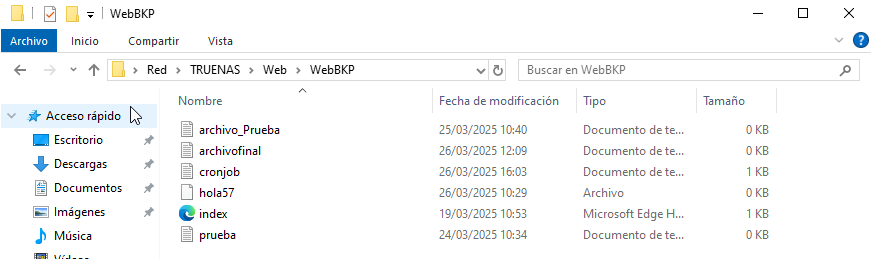 WebBKP
Archivo Inicio Compartir Vista
Red TRUENAS Web WebBKP Buscar en WebBKP
Nombre Fecha de modificación Tipo Tamaño
Acceso rápido
Escritorio
Descargas
Documentos
Imágenes
Música
archivo_Prueba 25/03/2025 10:40 Documento de te... 0 KB
archivofinal 26/03/2025 12:09 Documento de te... 0 KB
cronjob 26/03/2025 16:03 Documento de te... 1 KB
hola57 26/03/2025 10:29 Archivo 0 KB
index 19/03/2025 10:53 Microsoft Edge H... 1 KB
prueba 24/03/2025 10:34 Documento de te... 0 KB